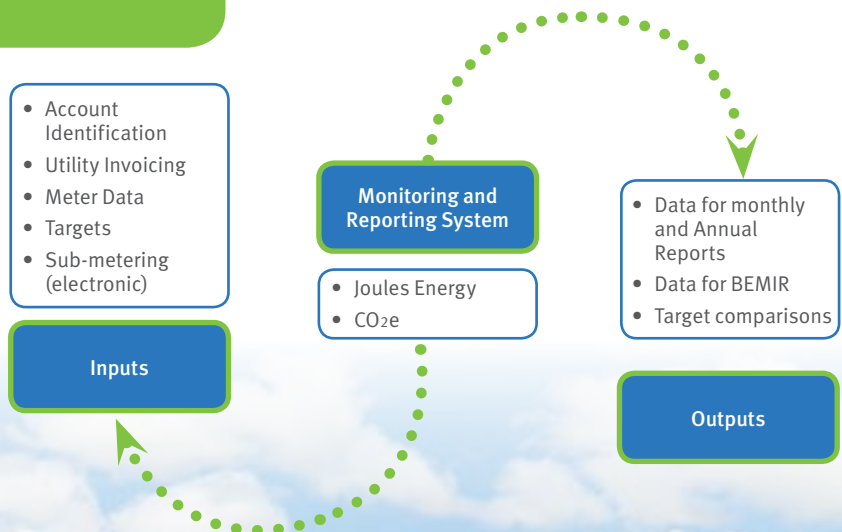 • Account
Identification
• Utility Invoicing
• Meter Data
• Targets
• Sub-metering
(electronic)
Inputs
Monitoring and
Reporting System
• Joules Energy
• CO2e
• Data for monthly
and Annual
Reports
• Data for BEMIR
• Target comparisons
Outputs